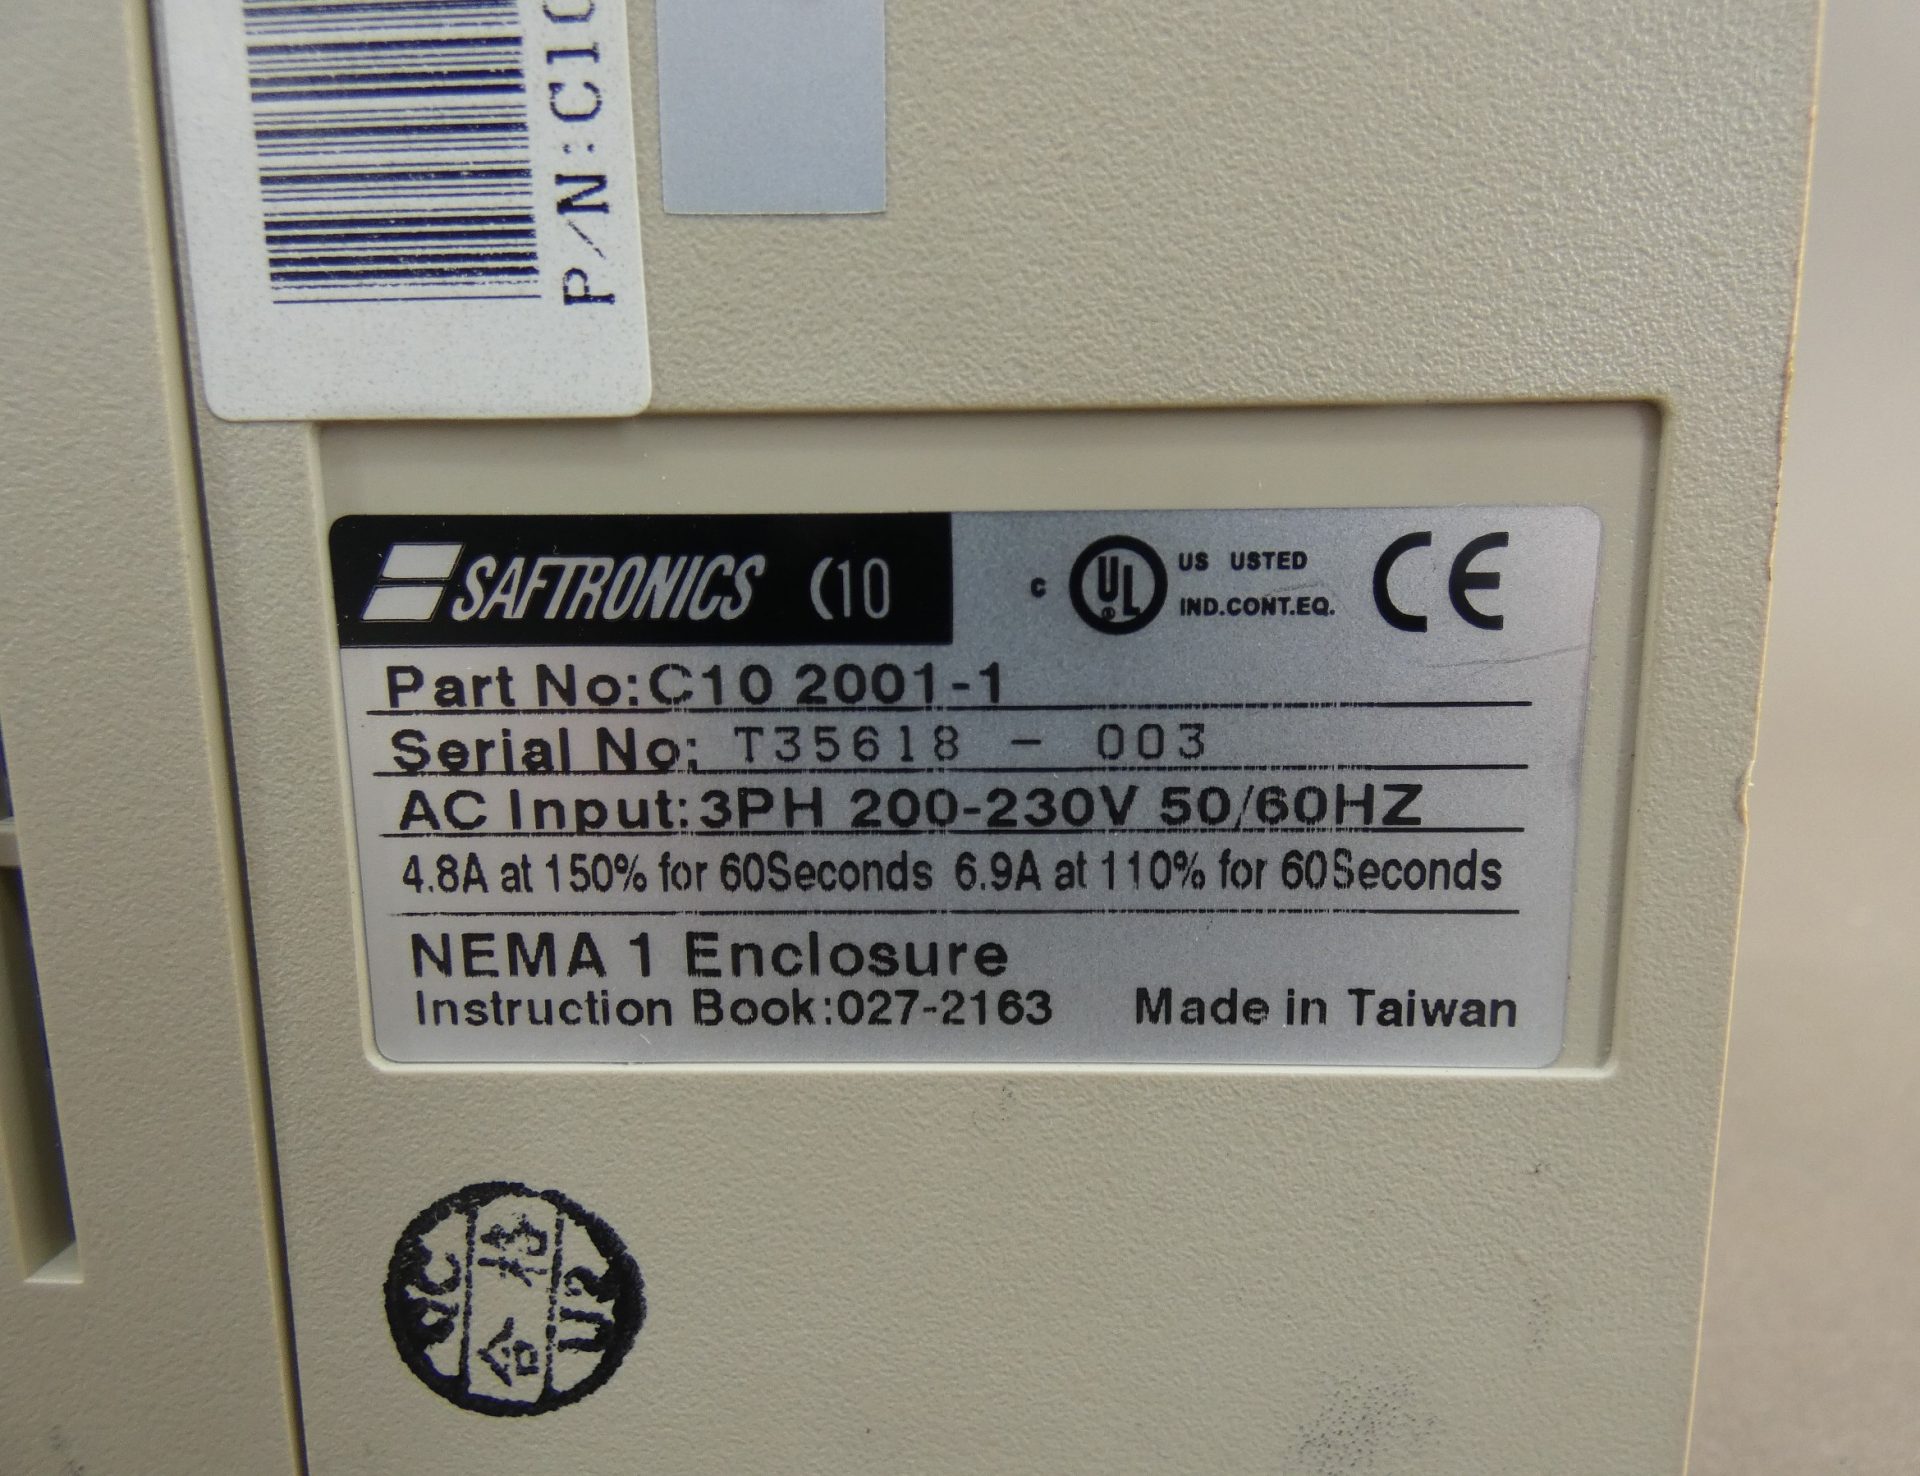 P/N:C10
SAFTRONICS C10
C UL US USTED
IND.CONT.EQ.
CE
Part No:C10 2001-1
Serial No: T35618 - 003
AC Input:3PH 200-230V 50/60HZ
4.8A at 150% for 60Seconds 6.9A at 110% for 60Seconds
NEMA 1 Enclosure
Instruction Book:027-2163 Made in Taiwan
QC
合格